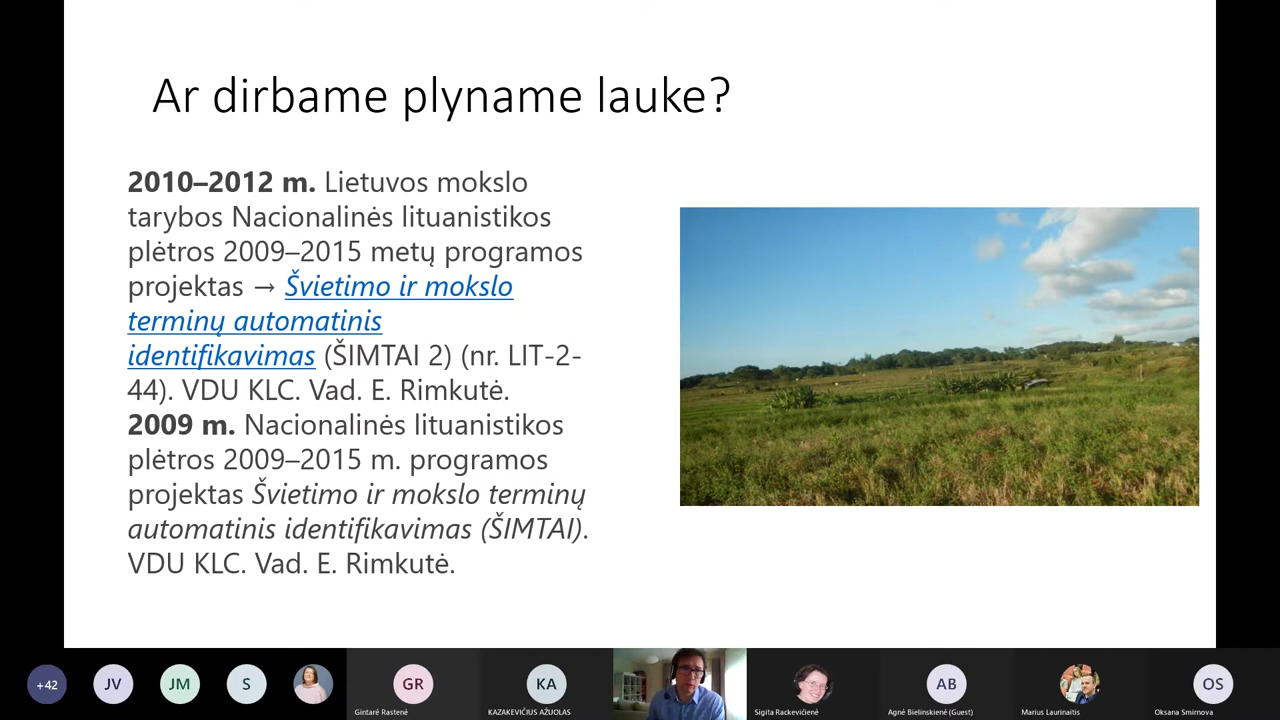 Ar dirbame plyname lauke?
2010–2012 m. Lietuvos mokslo
tarybos Nacionalinės lituanistikos
plėtros 2009–2015 metų programos
projektas → Švietimo ir mokslo
terminų automatinis
identifikavimas (ŠIMTAI 2) (nr. LIT-2-
44). VDU KLC. Vad. E. Rimkutė.
2009 m. Nacionalinės lituanistikos
plėtros 2009–2015 m. programos
projektas Švietimo ir mokslo terminų
automatinis identifikavimas (ŠIMTAI).
VDU KLC. Vad. E. Rimkutė.
+42
JV
JM
S
GR
KA
AB
OS
Gintarė Rastenė
KAZAKEVIČIUS AŽUOLAS
Sigita Rackevičienė
Agnė Bielinskienė (Guest)
Marius Laurinaitis
Oksana Smirnova